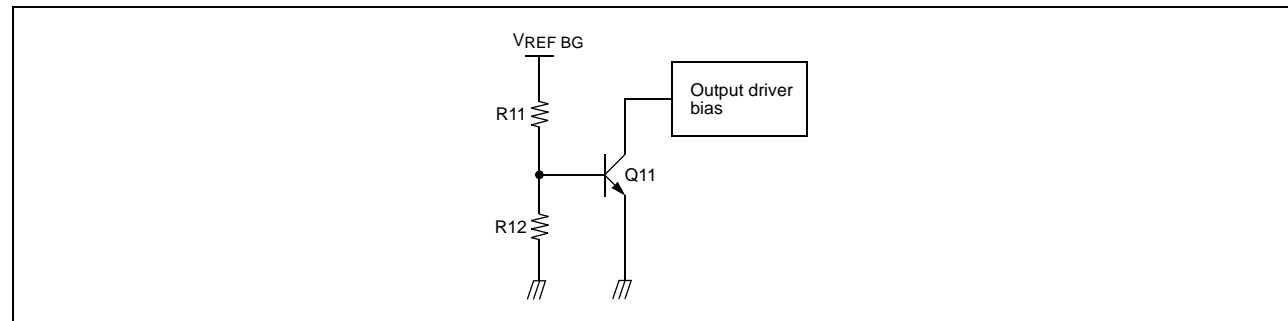 VREF BG
R11
Output driver
bias
Q11
R12